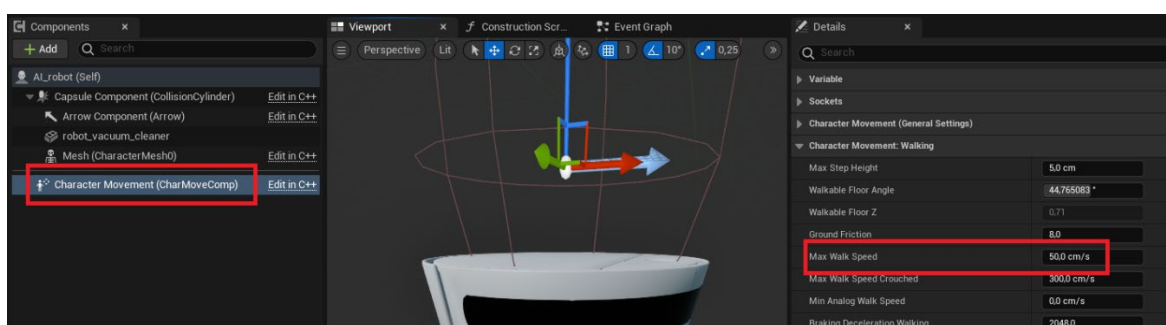 Components
+ Add
Search
AI_robot (Self)
Capsule Component (CollisionCylinder) Edit in C++
Arrow Component (Arrow) Edit in C++
robot_vacuum_cleaner
Mesh (CharacterMesh0) Edit in C++
Character Movement (CharMoveComp) Edit in C++
Viewport
Construction Scr...
Event Graph
Perspective Lit 1 10° 0,25
Details
Search
Variable
Sockets
Character Movement (General Settings)
Character Movement: Walking
Max Step Height 5,0 cm
Walkable Floor Angle 44,765083 °
Walkable Floor Z 0,71
Ground Friction 8,0
Max Walk Speed 50,0 cm/s
Max Walk Speed Crouched 300,0 cm/s
Min Analog Walk Speed 0,0 cm/s
Braking Deceleration Walking 2048,0